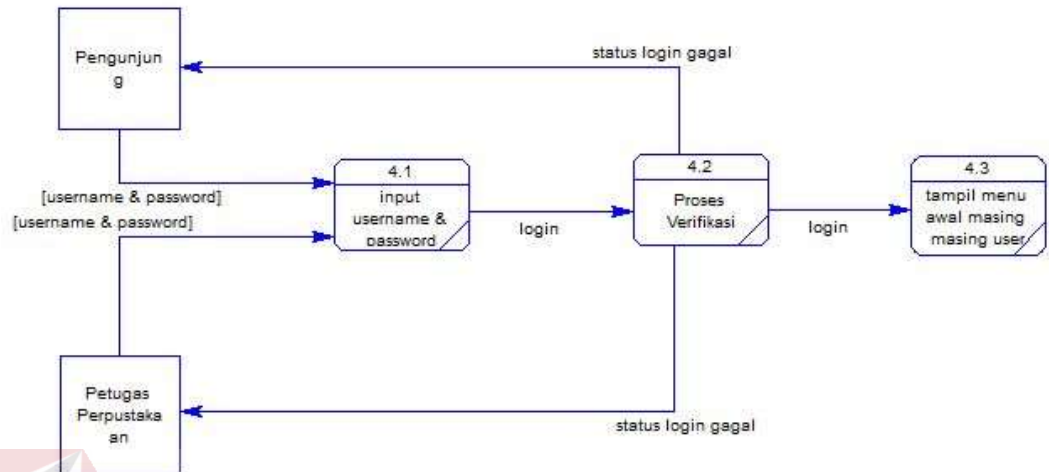 Pengunjun
g
status login gagal
[username & password]
[username & password]
4.1
input
username &
password
login
4.2
Proses
Verifikasi
login
4.3
tampil menu
awal masing
masing user
Petugas
Perpustaka
an
status login gagal